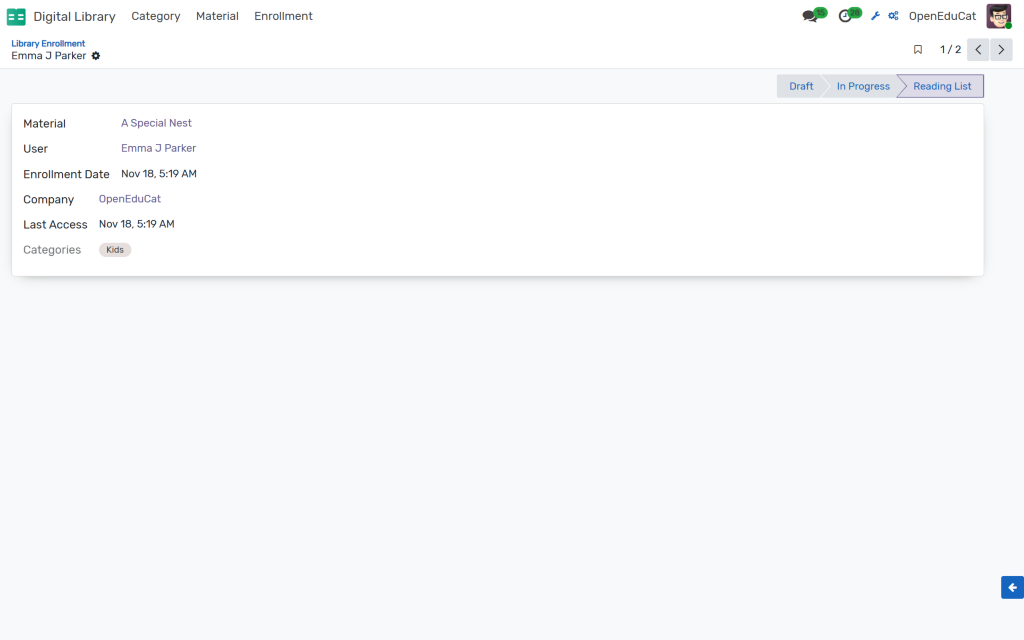 Digital Library Category Material Enrollment 15 28 OpenEduCat
Library Enrollment
Emma J Parker 1 / 2
Draft In Progress Reading List
Material A Special Nest
User Emma J Parker
Enrollment Date Nov 18, 5:19 AM
Company OpenEduCat
Last Access Nov 18, 5:19 AM
Categories Kids